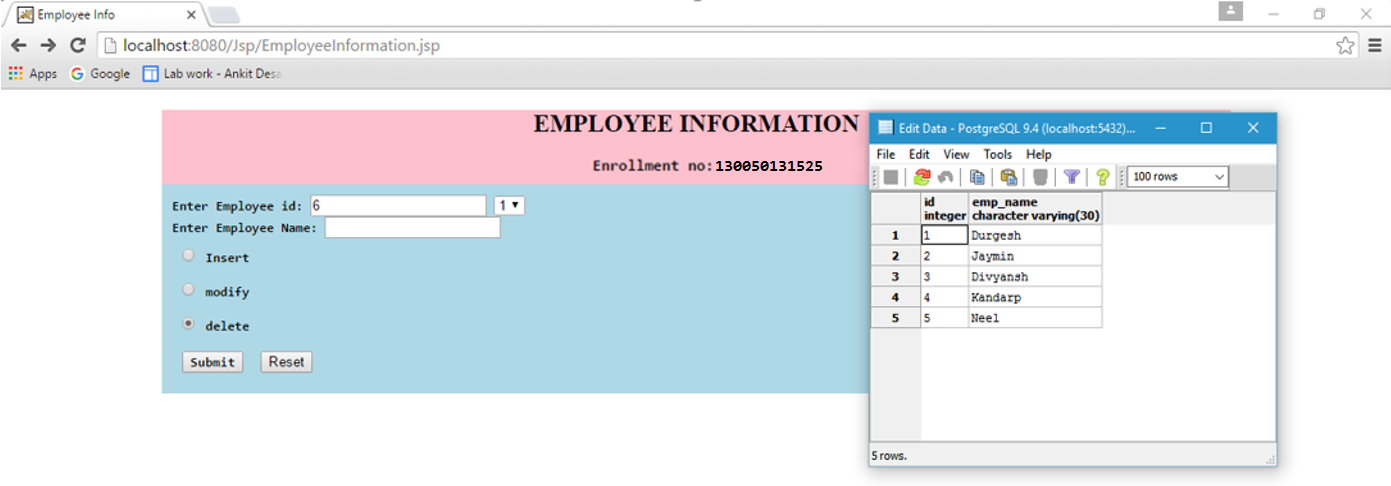 Employee Info
localhost:8080/Jsp/EmployeeInformation.jsp
Apps Google Lab work - Ankit Desa
EMPLOYEE INFORMATION
Enrollment no:130050131525
Enter Employee id: 6 1
Enter Employee Name:
Insert
modify
delete
Submit Reset
Edit Data - PostgreSQL 9.4 (localhost:5432)...
File Edit View Tools Help
100 rows
id emp_name
integer character varying(30)
1 1 Durgesh
2 2 Jaymin
3 3 Divyansh
4 4 Kandarp
5 5 Neel
5 rows.